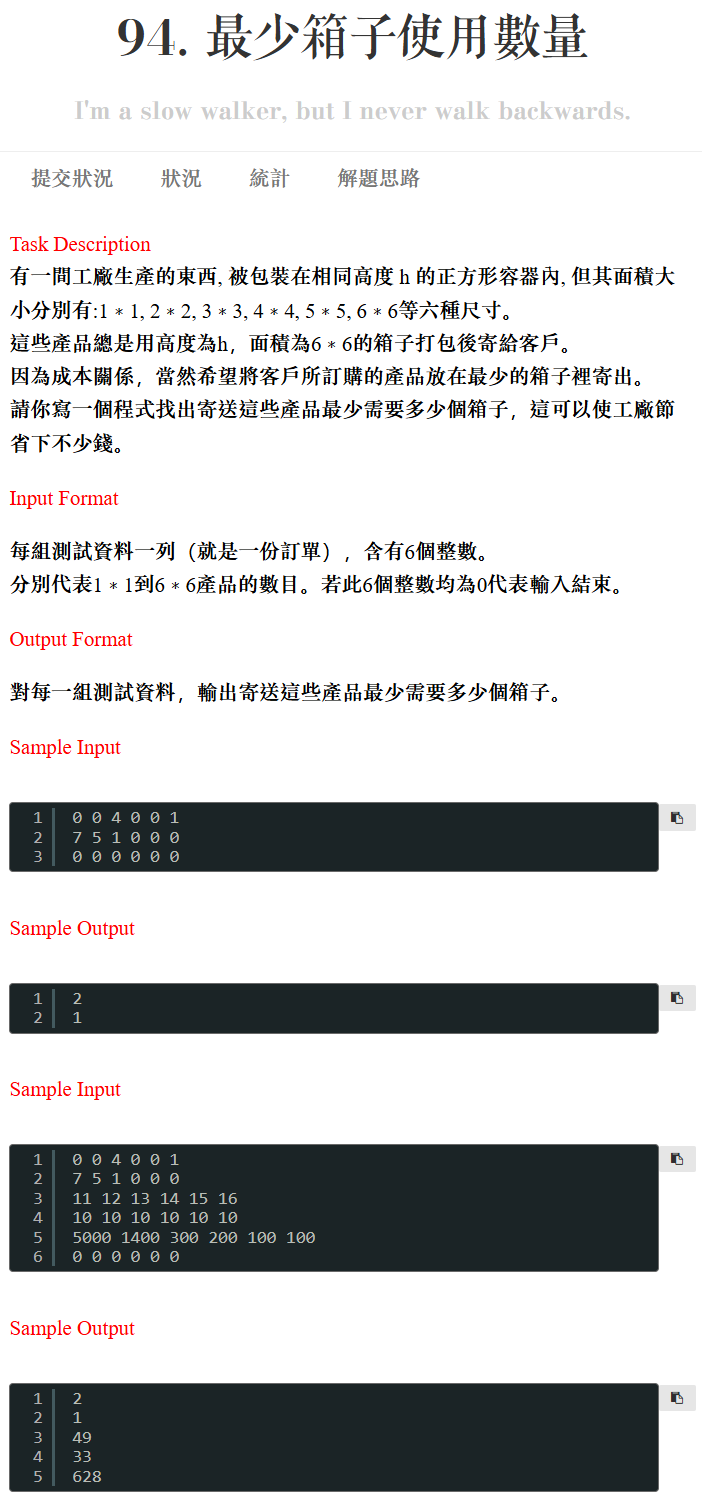 94. 最少箱子使用數量
I'm a slow walker, but I never walk backwards.
提交狀況 狀況 統計 解題思路
Task Description
有一間工廠生產的東西, 被包裝在相同高度 h 的正方形容器內, 但其面積大
小分別有:1 * 1, 2 * 2, 3 * 3, 4 * 4, 5 * 5, 6 * 6等六種尺寸。
這些產品總是用高度為h，面積為6 * 6的箱子打包後寄給客戶。
因為成本關係，當然希望將客戶所訂購的產品放在最少的箱子裡寄出。
請你寫一個程式找出寄送這些產品最少需要多少個箱子，這可以使工廠節
省下不少錢。
Input Format
每組測試資料一列（就是一份訂單），含有6個整數。
分別代表1 * 1到6 * 6產品的數目。若此6個整數均為0代表輸入結束。
Output Format
對每一組測試資料，輸出寄送這些產品最少需要多少個箱子。
Sample Input
1 0 0 4 0 0 1
2 7 5 1 0 0 0
3 0 0 0 0 0 0
Sample Output
1 2
2 1
Sample Input
1 0 0 4 0 0 1
2 7 5 1 0 0 0
3 11 12 13 14 15 16
4 10 10 10 10 10 10
5 5000 1400 300 200 100 100
6 0 0 0 0 0 0
Sample Output
1 2
2 1
3 49
4 33
5 628